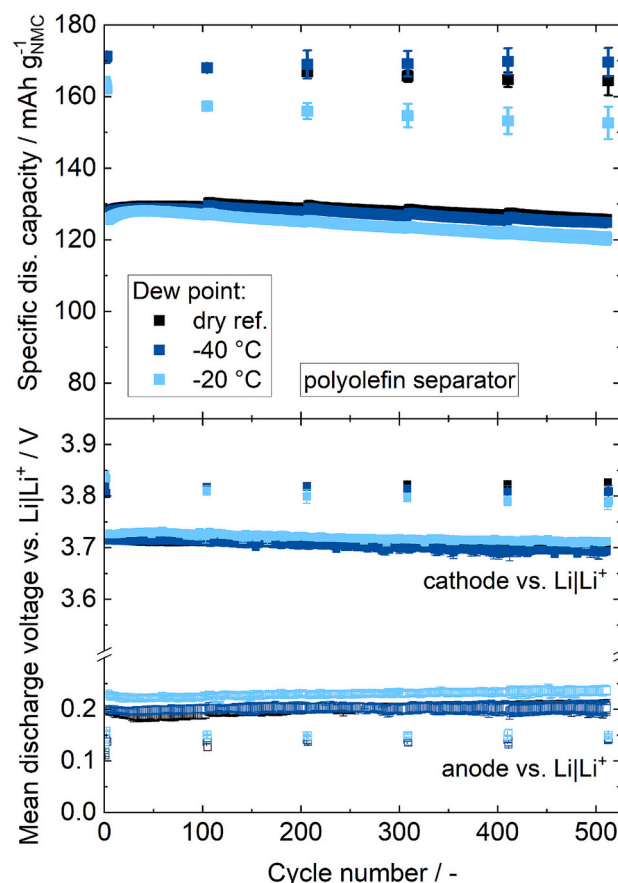 Specific dis. capacity / mAh g⁻¹NMC
180
160
140
120
100
80
Dew point:
dry ref.
-40 °C
-20 °C
polyolefin separator
Mean discharge voltage vs. Li|Li⁺ / V
3.9
3.8
3.7
3.6
0.2
0.1
0.0
cathode vs. Li|Li⁺
anode vs. Li|Li⁺
0 100 200 300 400 500
Cycle number / -